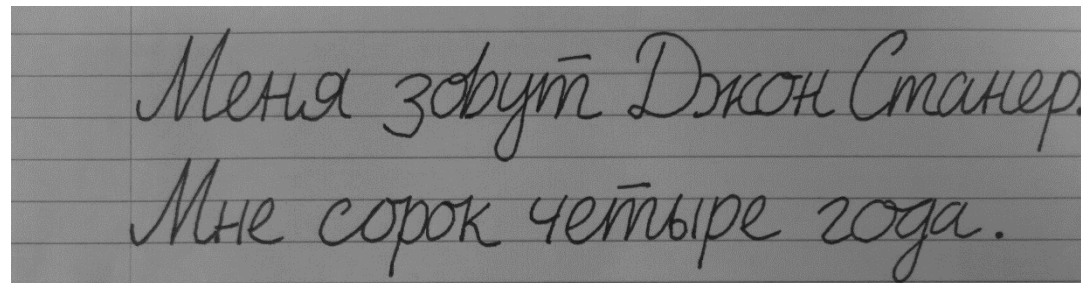 Меня зовут Джон Станер.
Мне сорок четыре года.